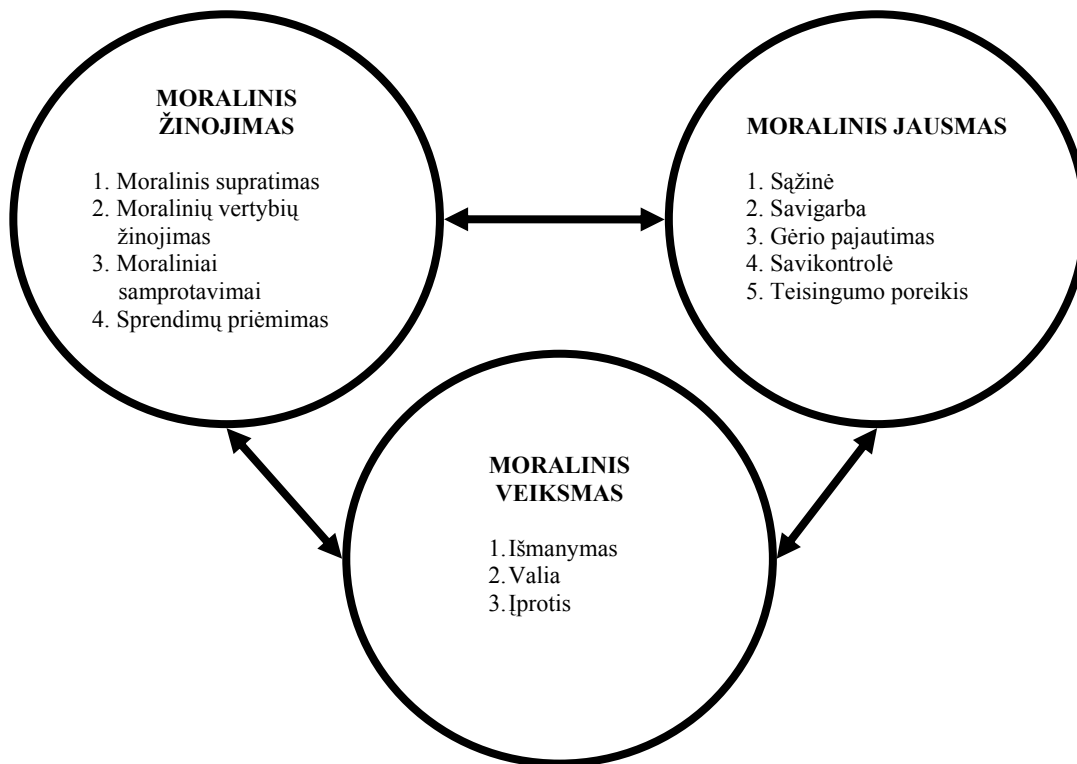 MORALINIS
ŽINOJIMAS
1. Moralinis supratimas
2. Moralinių vertybių
žinojimas
3. Moraliniai
samprotavimai
4. Sprendimų priėmimas
MORALINIS JAUSMAS
1. Sąžinė
2. Savigarba
3. Gėrio pajautimas
4. Savikontrolė
5. Teisingumo poreikis
MORALINIS
VEIKSMAS
1. Išmanymas
2. Valia
3. Įprotis